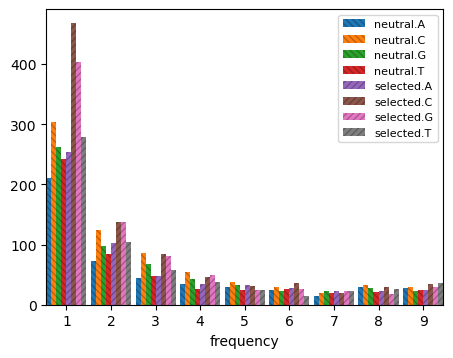 neutral.A
neutral.C
neutral.G
neutral.T
selected.A
selected.C
selected.G
selected.T
400
300
200
100
0
1 2 3 4 5 6 7 8 9
frequency